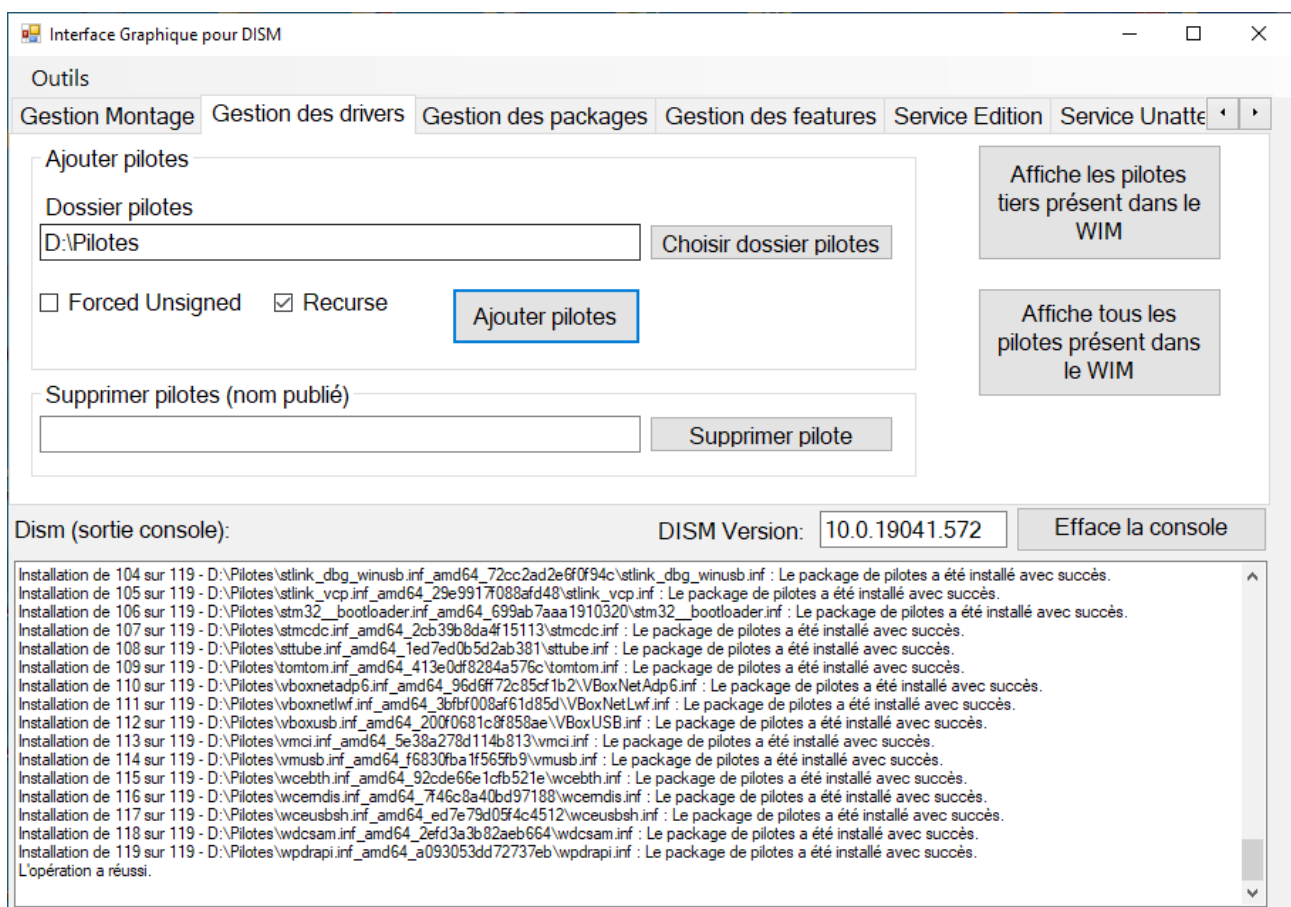 Interface Graphique pour DISM
Outils
Gestion Montage Gestion des drivers Gestion des packages Gestion des features Service Edition Service Unatte
Ajouter pilotes
Dossier pilotes
D:\Pilotes
Choisir dossier pilotes
Forced Unsigned Recurse
Ajouter pilotes
Affiche les pilotes
tiers présent dans le
WIM
Affiche tous les
pilotes présent dans
le WIM
Supprimer pilotes (nom publié)
Supprimer pilote
Dism (sortie console):
DISM Version: 10.0.19041.572 Efface la console
Installation de 104 sur 119 - D:\Pilotes\stlink_dbg_winusb.inf_amd64_72cc2ad2e6f0f94c\stlink_dbg_winusb.inf : Le package de pilotes a été installé avec succès.
Installation de 105 sur 119 - D:\Pilotes\stlink_vcp.inf_amd64_29e9917f088afd48\stlink_vcp.inf : Le package de pilotes a été installé avec succès.
Installation de 106 sur 119 - D:\Pilotes\stm32__bootloader.inf_amd64_699ab7aaa1910320\stm32__bootloader.inf : Le package de pilotes a été installé avec succès.
Installation de 107 sur 119 - D:\Pilotes\stmcdc.inf_amd64_2cb39b8da4f15113\stmcdc.inf : Le package de pilotes a été installé avec succès.
Installation de 108 sur 119 - D:\Pilotes\sttube.inf_amd64_1ed7ed0b5d2ab381\sttube.inf : Le package de pilotes a été installé avec succès.
Installation de 109 sur 119 - D:\Pilotes\tomtom.inf_amd64_413e0df8284a576c\tomtom.inf : Le package de pilotes a été installé avec succès.
Installation de 110 sur 119 - D:\Pilotes\vboxnetadp6.inf_amd64_96d6ff72c85cf1b2\VBoxNetAdp6.inf : Le package de pilotes a été installé avec succès.
Installation de 111 sur 119 - D:\Pilotes\vboxnetlwf.inf_amd64_3bfbf008af61d85d\VBoxNetLwf.inf : Le package de pilotes a été installé avec succès.
Installation de 112 sur 119 - D:\Pilotes\vboxusb.inf_amd64_200f0681c8f858ae\VBoxUSB.inf : Le package de pilotes a été installé avec succès.
Installation de 113 sur 119 - D:\Pilotes\vmci.inf_amd64_5e38a278d114b813\vmci.inf : Le package de pilotes a été installé avec succès.
Installation de 114 sur 119 - D:\Pilotes\vmusb.inf_amd64_f6830fba1f565fb9\vmusb.inf : Le package de pilotes a été installé avec succès.
Installation de 115 sur 119 - D:\Pilotes\wcebth.inf_amd64_92cde66e1cfb521e\wcebth.inf : Le package de pilotes a été installé avec succès.
Installation de 116 sur 119 - D:\Pilotes\wcerndis.inf_amd64_7f46c8a40bd97188\wcerndis.inf : Le package de pilotes a été installé avec succès.
Installation de 117 sur 119 - D:\Pilotes\wceusbsh.inf_amd64_ed7e79d05f4c4512\wceusbsh.inf : Le package de pilotes a été installé avec succès.
Installation de 118 sur 119 - D:\Pilotes\wdcsam.inf_amd64_2efd3a3b82aeb664\wdcsam.inf : Le package de pilotes a été installé avec succès.
Installation de 119 sur 119 - D:\Pilotes\wpdrapi.inf_amd64_a093053dd72737eb\wpdrapi.inf : Le package de pilotes a été installé avec succès.
L'opération a réussi.